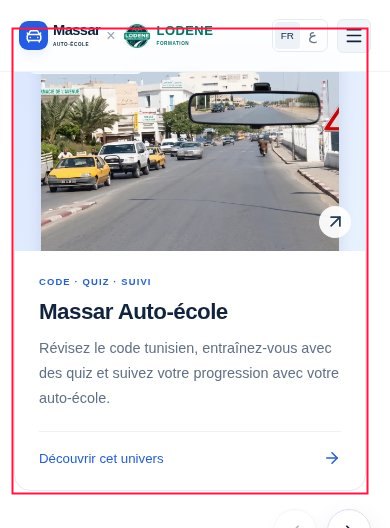 Massar
AUTO-ÉCOLE
×
LODENE
LODENE
FORMATION
FR
ع
CODE · QUIZ · SUIVI
Massar Auto-école
Révisez le code tunisien, entraînez-vous avec
des quiz et suivez votre progression avec votre
auto-école.
Découvrir cet univers